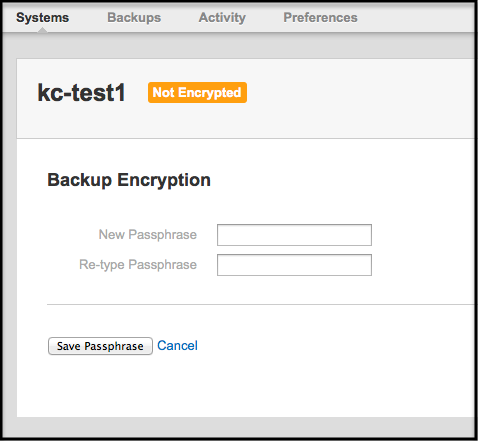 Systems Backups Activity Preferences
kc-test1 Not Encrypted
Backup Encryption
New Passphrase
Re-type Passphrase
Save Passphrase Cancel